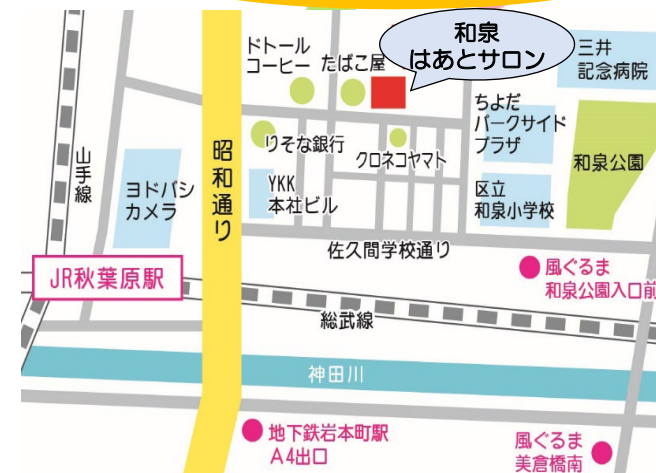 和泉
はあとサロン
ドトール
コーヒー
たばこ屋
三井
記念病院
ちよだ
パークサイド
プラザ
和泉公園
りそな銀行
クロネコヤマト
昭和通り
山手線
ヨドバシ
カメラ
YKK
本社ビル
区立
和泉小学校
佐久間学校通り
JR秋葉原駅
風ぐるま
和泉公園入口前
総武線
神田川
地下鉄岩本町駅
A4出口
風ぐるま
美倉橋南